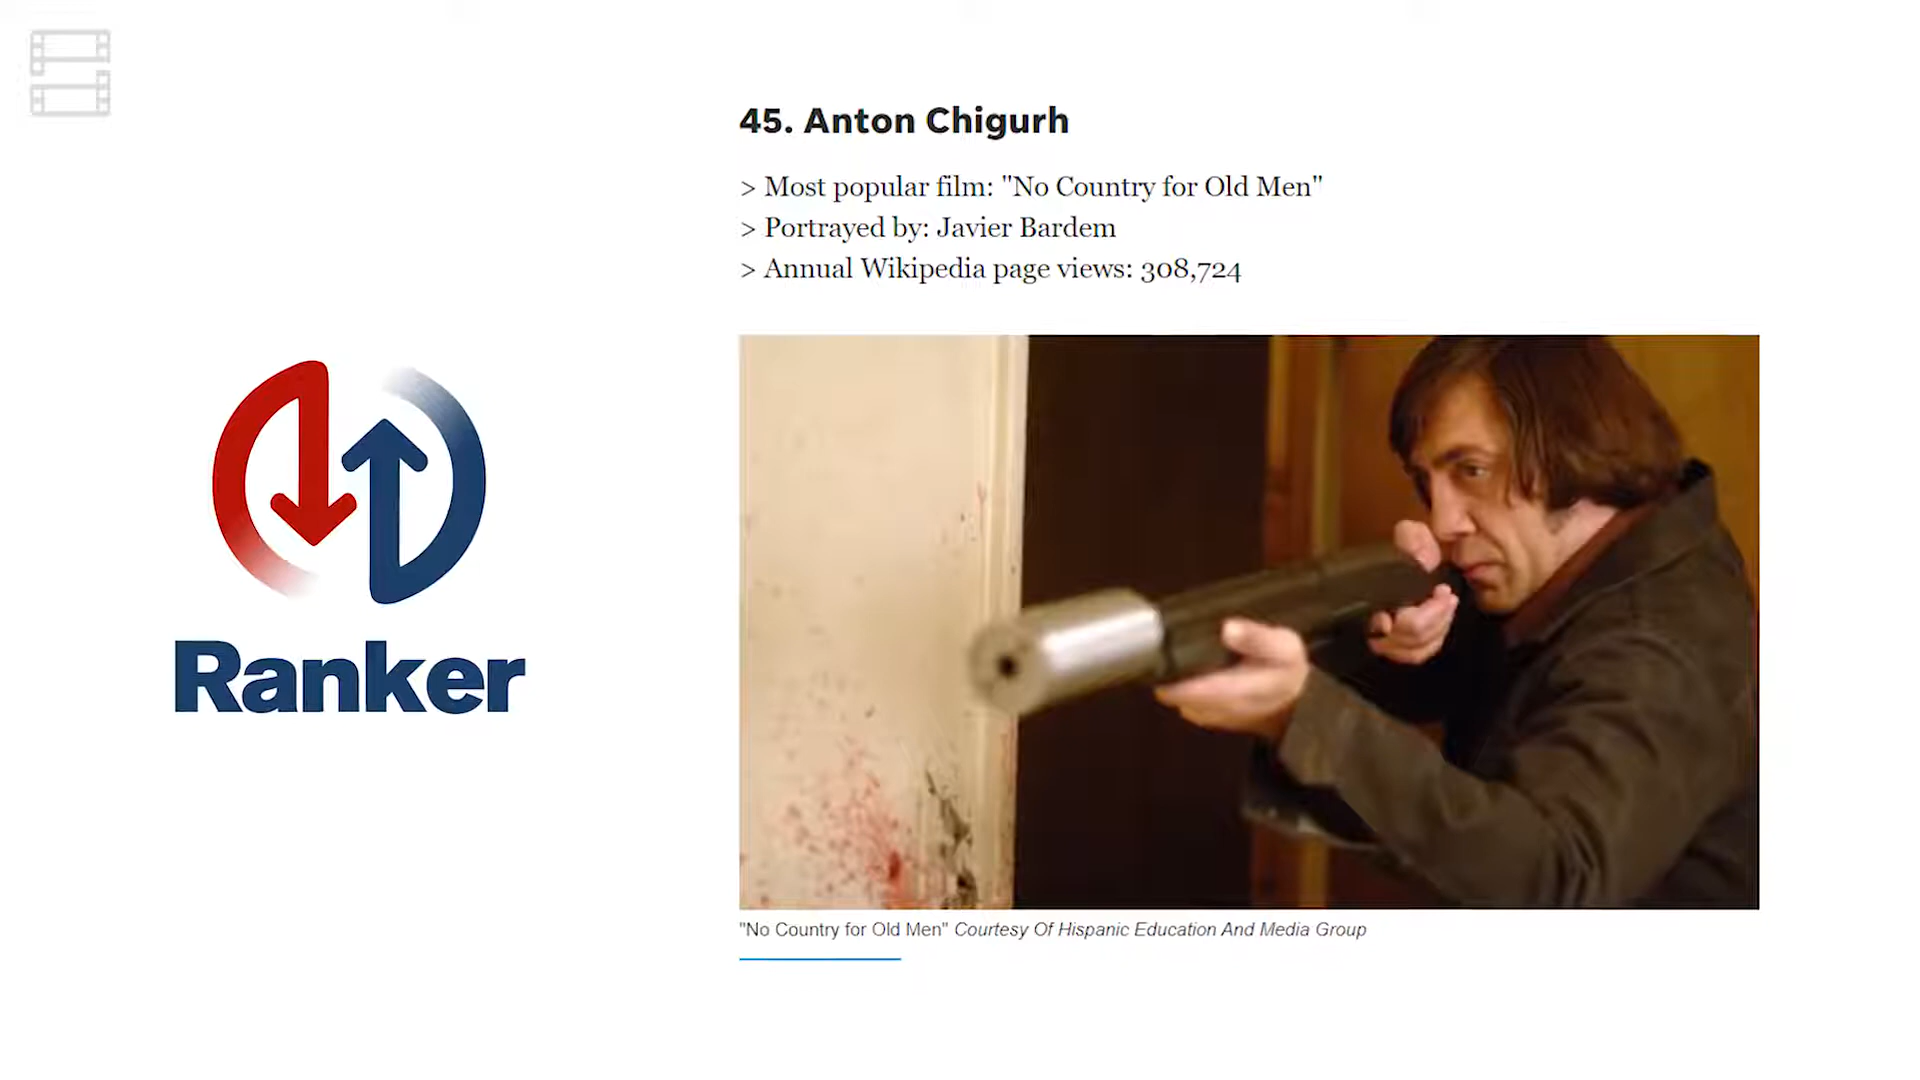 45. Anton Chigurh
> Most popular film: "No Country for Old Men"
> Portrayed by: Javier Bardem
> Annual Wikipedia page views: 308,724
Ranker
"No Country for Old Men" Courtesy Of Hispanic Education And Media Group